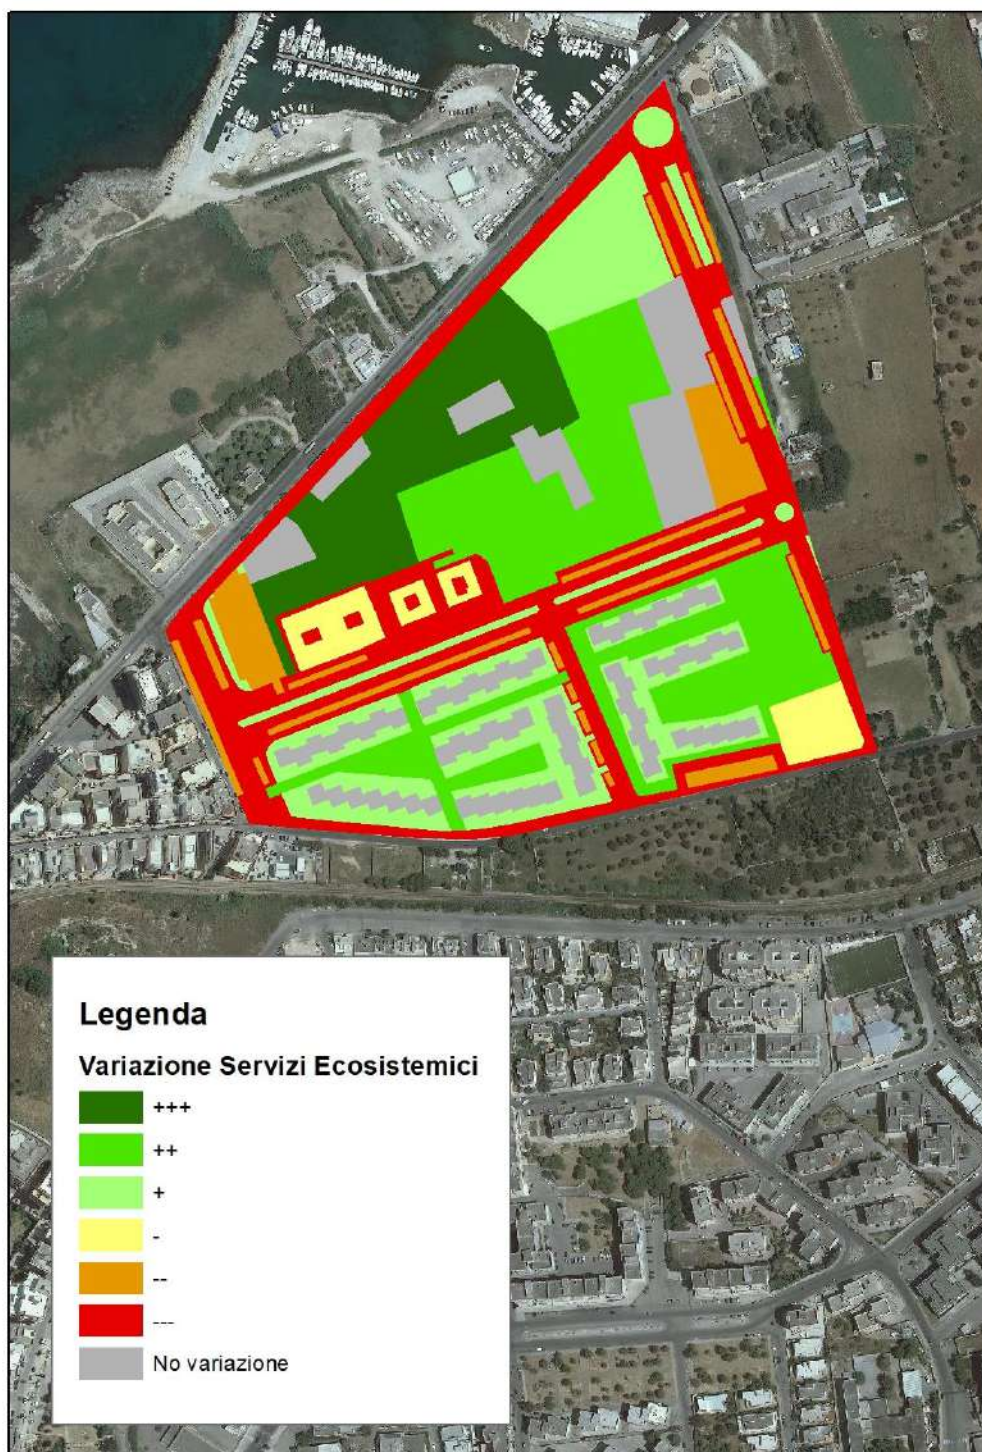 Legenda
Variazione Servizi Ecosistemici
+++
++
+
-
--
---
No variazione